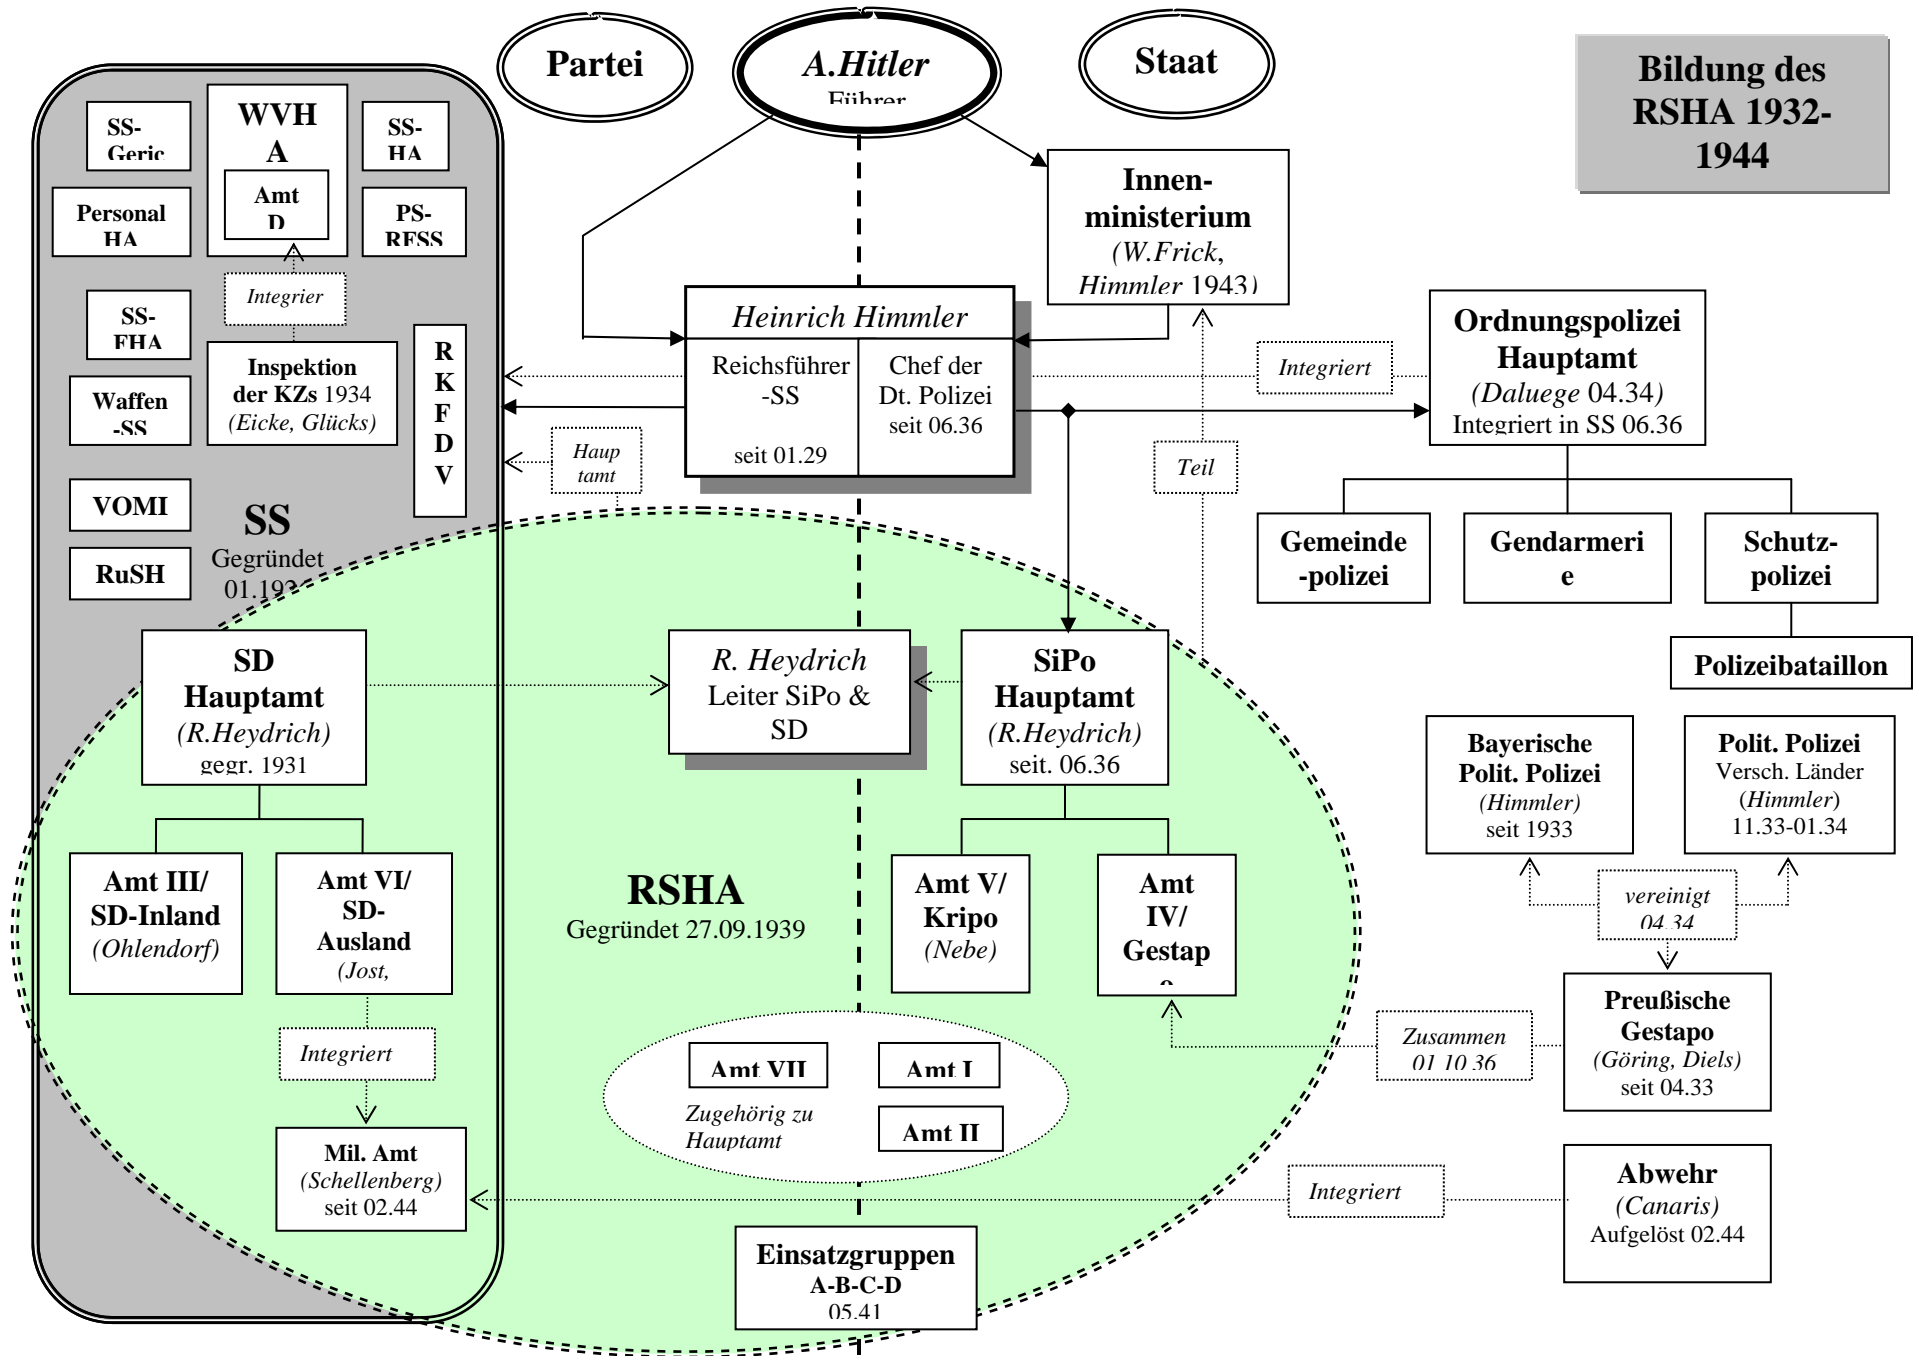 Partei
A.Hitler
Führer
Staat
Bildung des
RSHA 1932-
1944
SS-
Geric
WVH
A
Amt
D
SS-
HA
Personal
HA
PS-
RFSS
Integrier
SS-
FHA
Inspektion
der KZs 1934
(Eicke, Glücks)
R
K
F
D
V
Waffen
-SS
VOMI
RuSH
SS
Gegründet
Innen-
ministerium
(W.Frick,
Himmler 1943)
Heinrich Himmler
Reichsführer
-SS
seit 01.29
Chef der
Dt. Polizei
seit 06.36
Integriert
Haup
tamt
Teil
Ordnungspolizei
Hauptamt
(Daluege 04.34)
Integriert in SS 06.36
Gemeinde
-polizei
Gendarmeri
e
Schutz-
polizei
Polizeibataillon
SD
Hauptamt
(R.Heydrich)
gegr. 1931
R. Heydrich
Leiter SiPo &
SD
SiPo
Hauptamt
(R.Heydrich)
seit. 06.36
Bayerische
Polit. Polizei
(Himmler)
seit 1933
Polit. Polizei
Versch. Länder
(Himmler)
11.33-01.34
Amt III/
SD-Inland
(Ohlendorf)
Amt VI/
SD-
Ausland
(Jost,
RSHA
Gegründet 27.09.1939
Amt V/
Kripo
(Nebe)
Amt
IV/
Gestap
o
vereinigt
04.34
Preußische
Gestapo
(Göring, Diels)
seit 04.33
Zusammen
01.10.36
Integriert
Amt VII
Amt I
Zugehörig zu
Hauptamt
Amt II
Mil. Amt
(Schellenberg)
seit 02.44
Integriert
Abwehr
(Canaris)
Aufgelöst 02.44
Einsatzgruppen
A-B-C-D
05.41